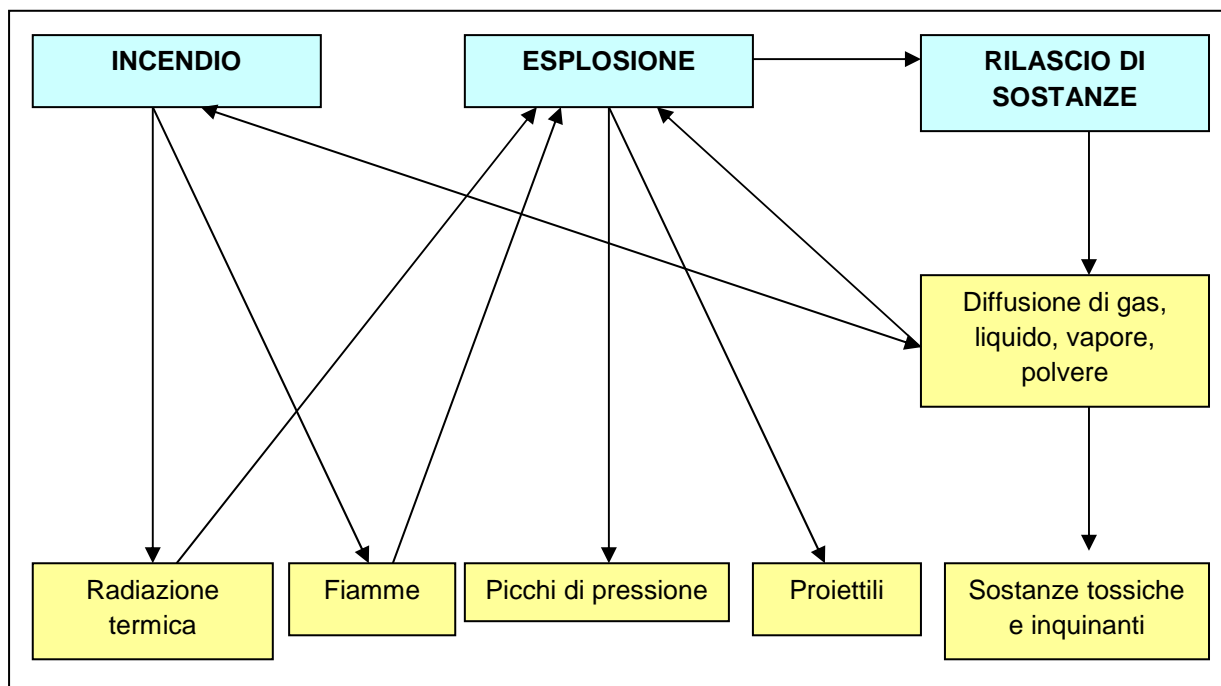 INCENDIO
ESPLOSIONE
RILASCIO DI
SOSTANZE
Diffusione di gas,
liquido, vapore,
polvere
Radiazione
termica
Fiamme
Picchi di pressione
Proiettili
Sostanze tossiche
e inquinanti